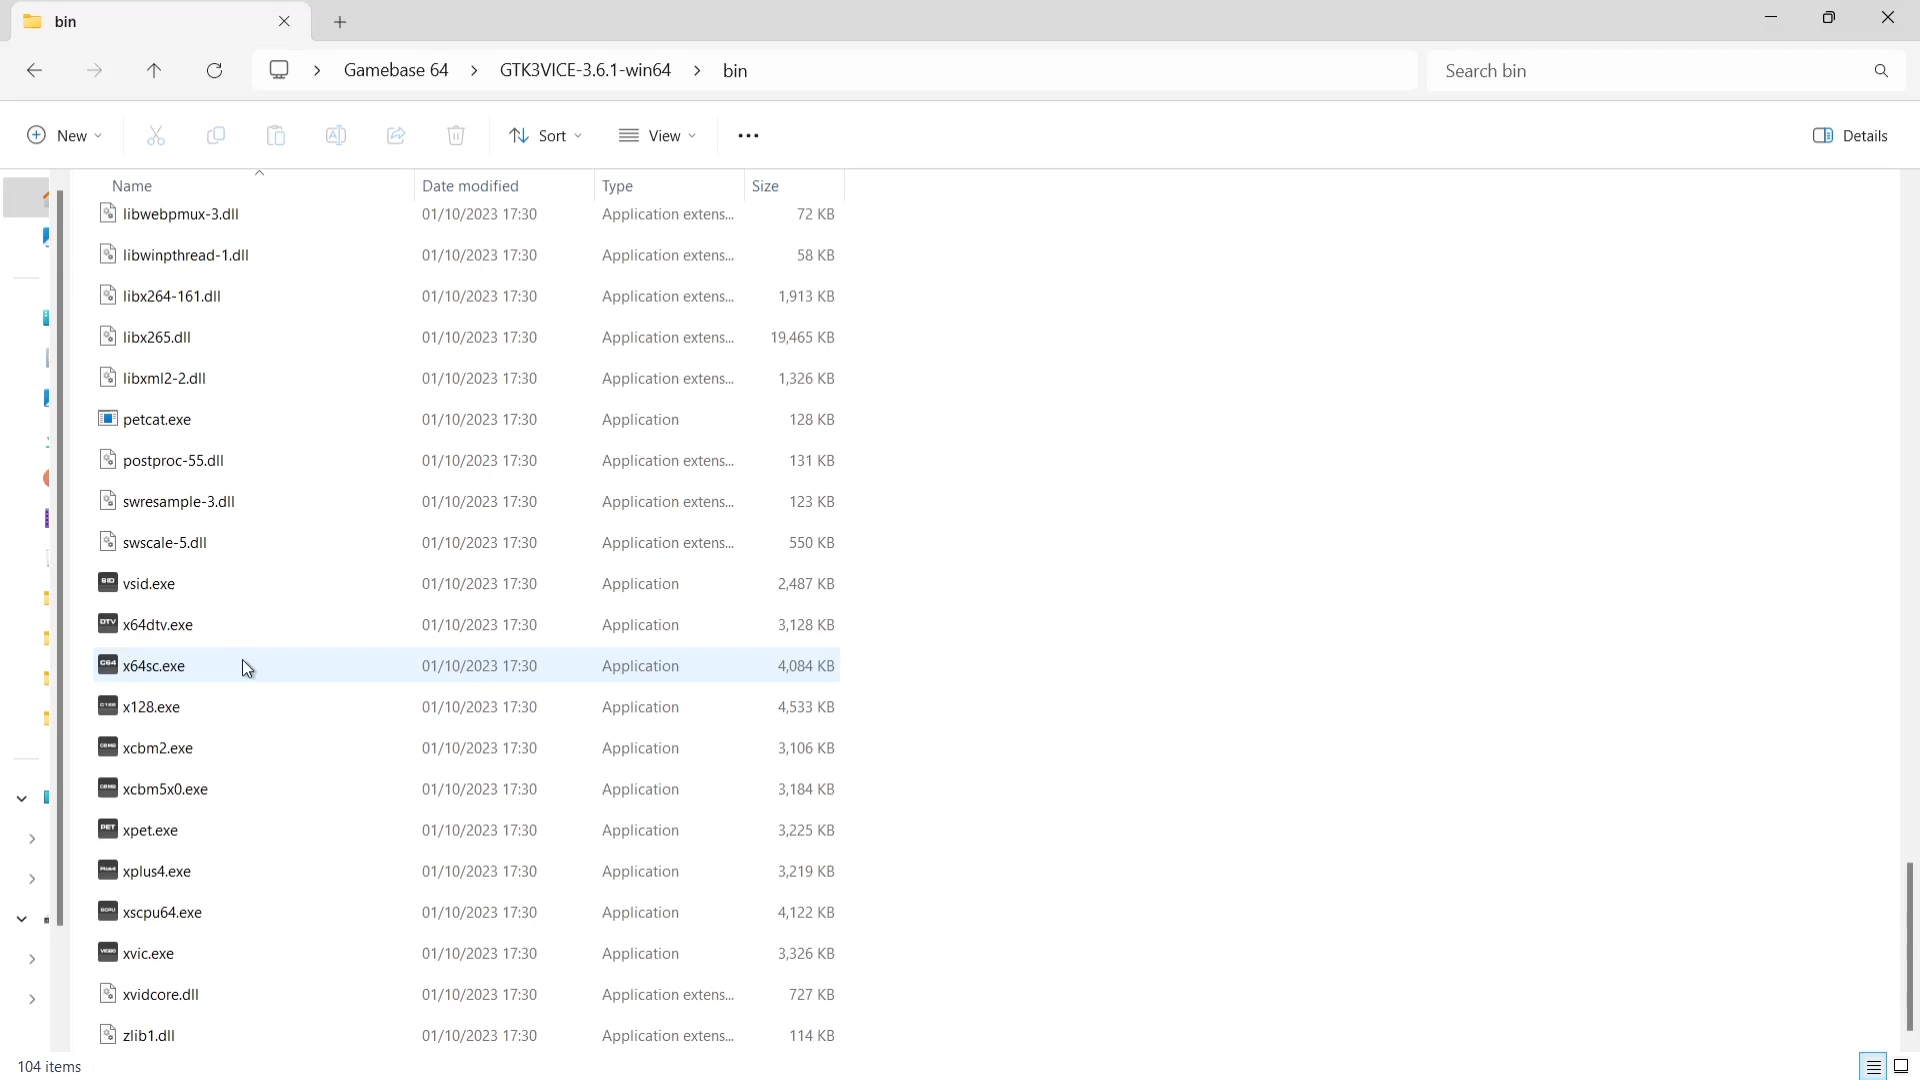 bin
Gamebase 64 > GTK3VICE-3.6.1-win64 > bin
Search bin
New Sort View Details
Name Date modified Type Size
libwebpmux-3.dll 01/10/2023 17:30 Application extens... 72 KB
libwinpthread-1.dll 01/10/2023 17:30 Application extens... 58 KB
libx264-161.dll 01/10/2023 17:30 Application extens... 1,913 KB
libx265.dll 01/10/2023 17:30 Application extens... 19,465 KB
libxml2-2.dll 01/10/2023 17:30 Application extens... 1,326 KB
petcat.exe 01/10/2023 17:30 Application 128 KB
postproc-55.dll 01/10/2023 17:30 Application extens... 131 KB
swresample-3.dll 01/10/2023 17:30 Application extens... 123 KB
swscale-5.dll 01/10/2023 17:30 Application extens... 550 KB
SID vsid.exe 01/10/2023 17:30 Application 2,487 KB
DTV x64dtv.exe 01/10/2023 17:30 Application 3,128 KB
C64 x64sc.exe 01/10/2023 17:30 Application 4,084 KB
x128.exe 01/10/2023 17:30 Application 4,533 KB
xcbm2.exe 01/10/2023 17:30 Application 3,106 KB
xcbm5x0.exe 01/10/2023 17:30 Application 3,184 KB
PET xpet.exe 01/10/2023 17:30 Application 3,225 KB
xplus4.exe 01/10/2023 17:30 Application 3,219 KB
xscpu64.exe 01/10/2023 17:30 Application 4,122 KB
xvic.exe 01/10/2023 17:30 Application 3,326 KB
xvidcore.dll 01/10/2023 17:30 Application extens... 727 KB
zlib1.dll 01/10/2023 17:30 Application extens... 114 KB
104 items